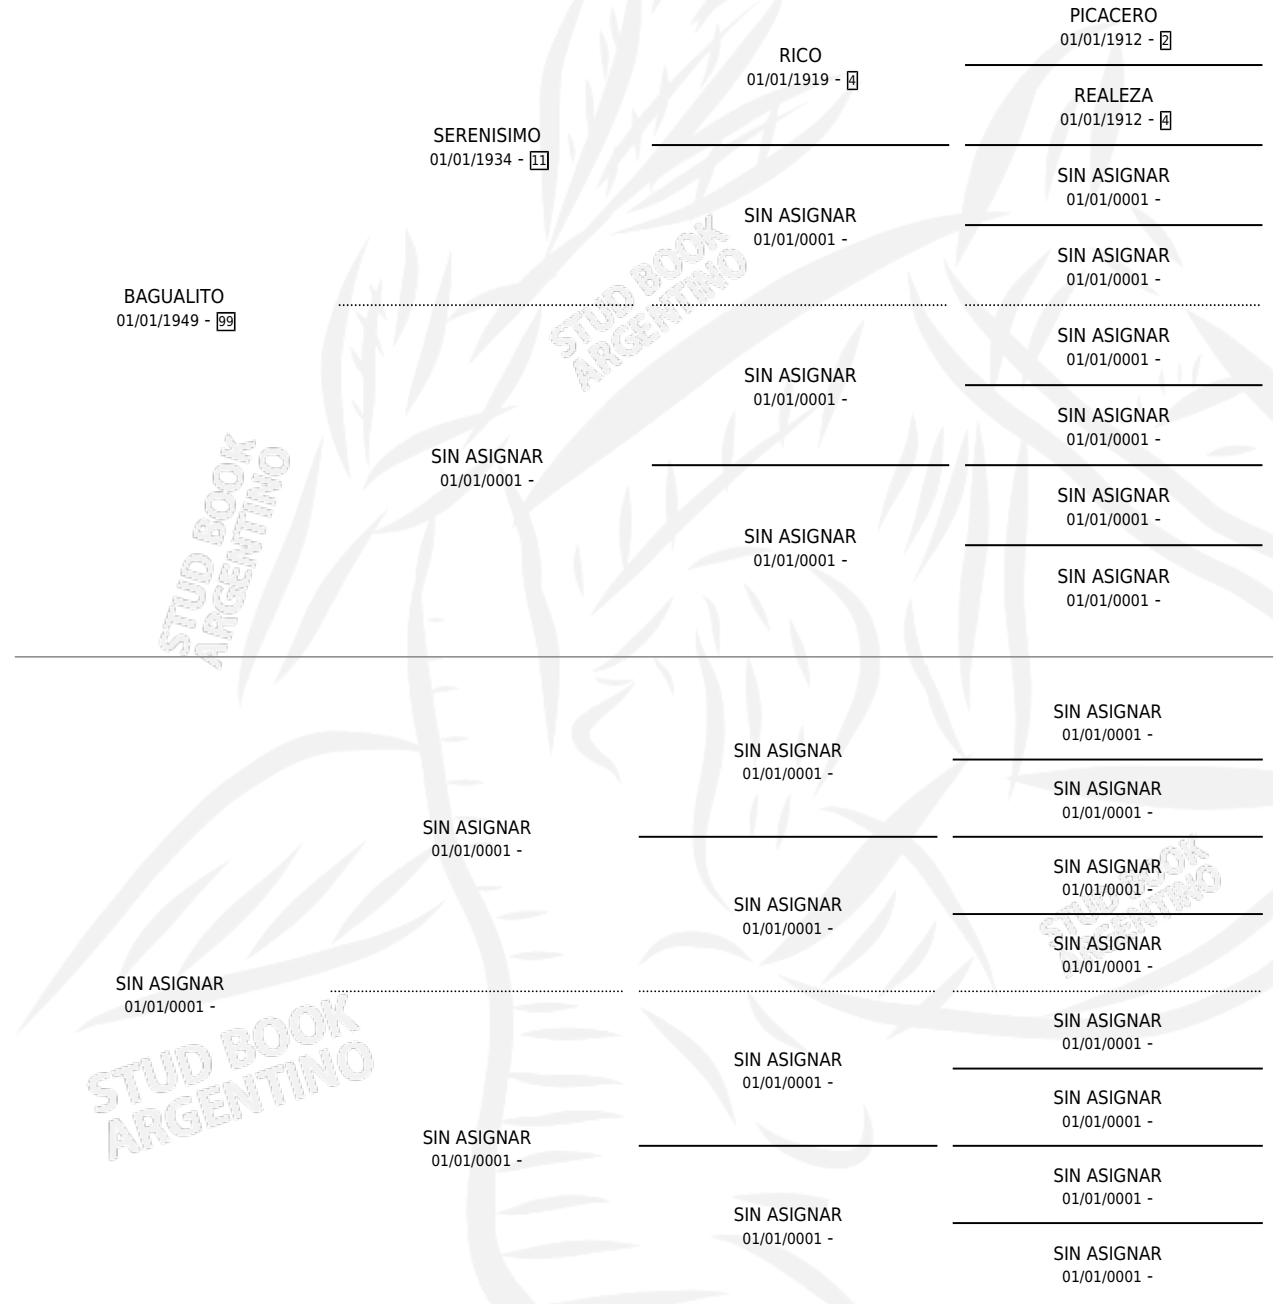 PICACERO
01/01/1912 - 2
RICO
01/01/1919 - 4
REALEZA
01/01/1912 - 4
SERENISIMO
01/01/1934 - 11
SIN ASIGNAR
01/01/0001 -
SIN ASIGNAR
01/01/0001 -
SIN ASIGNAR
01/01/0001 -
BAGUALITO
01/01/1949 - 99
STUD BOOK
ARGENTINO
SIN ASIGNAR
01/01/0001 -
SIN ASIGNAR
01/01/0001 -
SIN ASIGNAR
01/01/0001 -
SIN ASIGNAR
01/01/0001 -
STUD BOOK
ARGENTINO
SIN ASIGNAR
01/01/0001 -
SIN ASIGNAR
01/01/0001 -
SIN ASIGNAR
01/01/0001 -
SIN ASIGNAR
01/01/0001 -
SIN ASIGNAR
01/01/0001 -
SIN ASIGNAR
01/01/0001 -
SIN ASIGNAR
01/01/0001 -
SIN ASIGNAR
01/01/0001 -
STUD BOOK
ARGENTINO
SIN ASIGNAR
01/01/0001 -
SIN ASIGNAR
01/01/0001 -
SIN ASIGNAR
01/01/0001 -
SIN ASIGNAR
01/01/0001 -
STUD BOOK
ARGENTINO
SIN ASIGNAR
01/01/0001 -
SIN ASIGNAR
01/01/0001 -
SIN ASIGNAR
01/01/0001 -
SIN ASIGNAR
01/01/0001 -
SIN ASIGNAR
01/01/0001 -
SIN ASIGNAR
01/01/0001 -